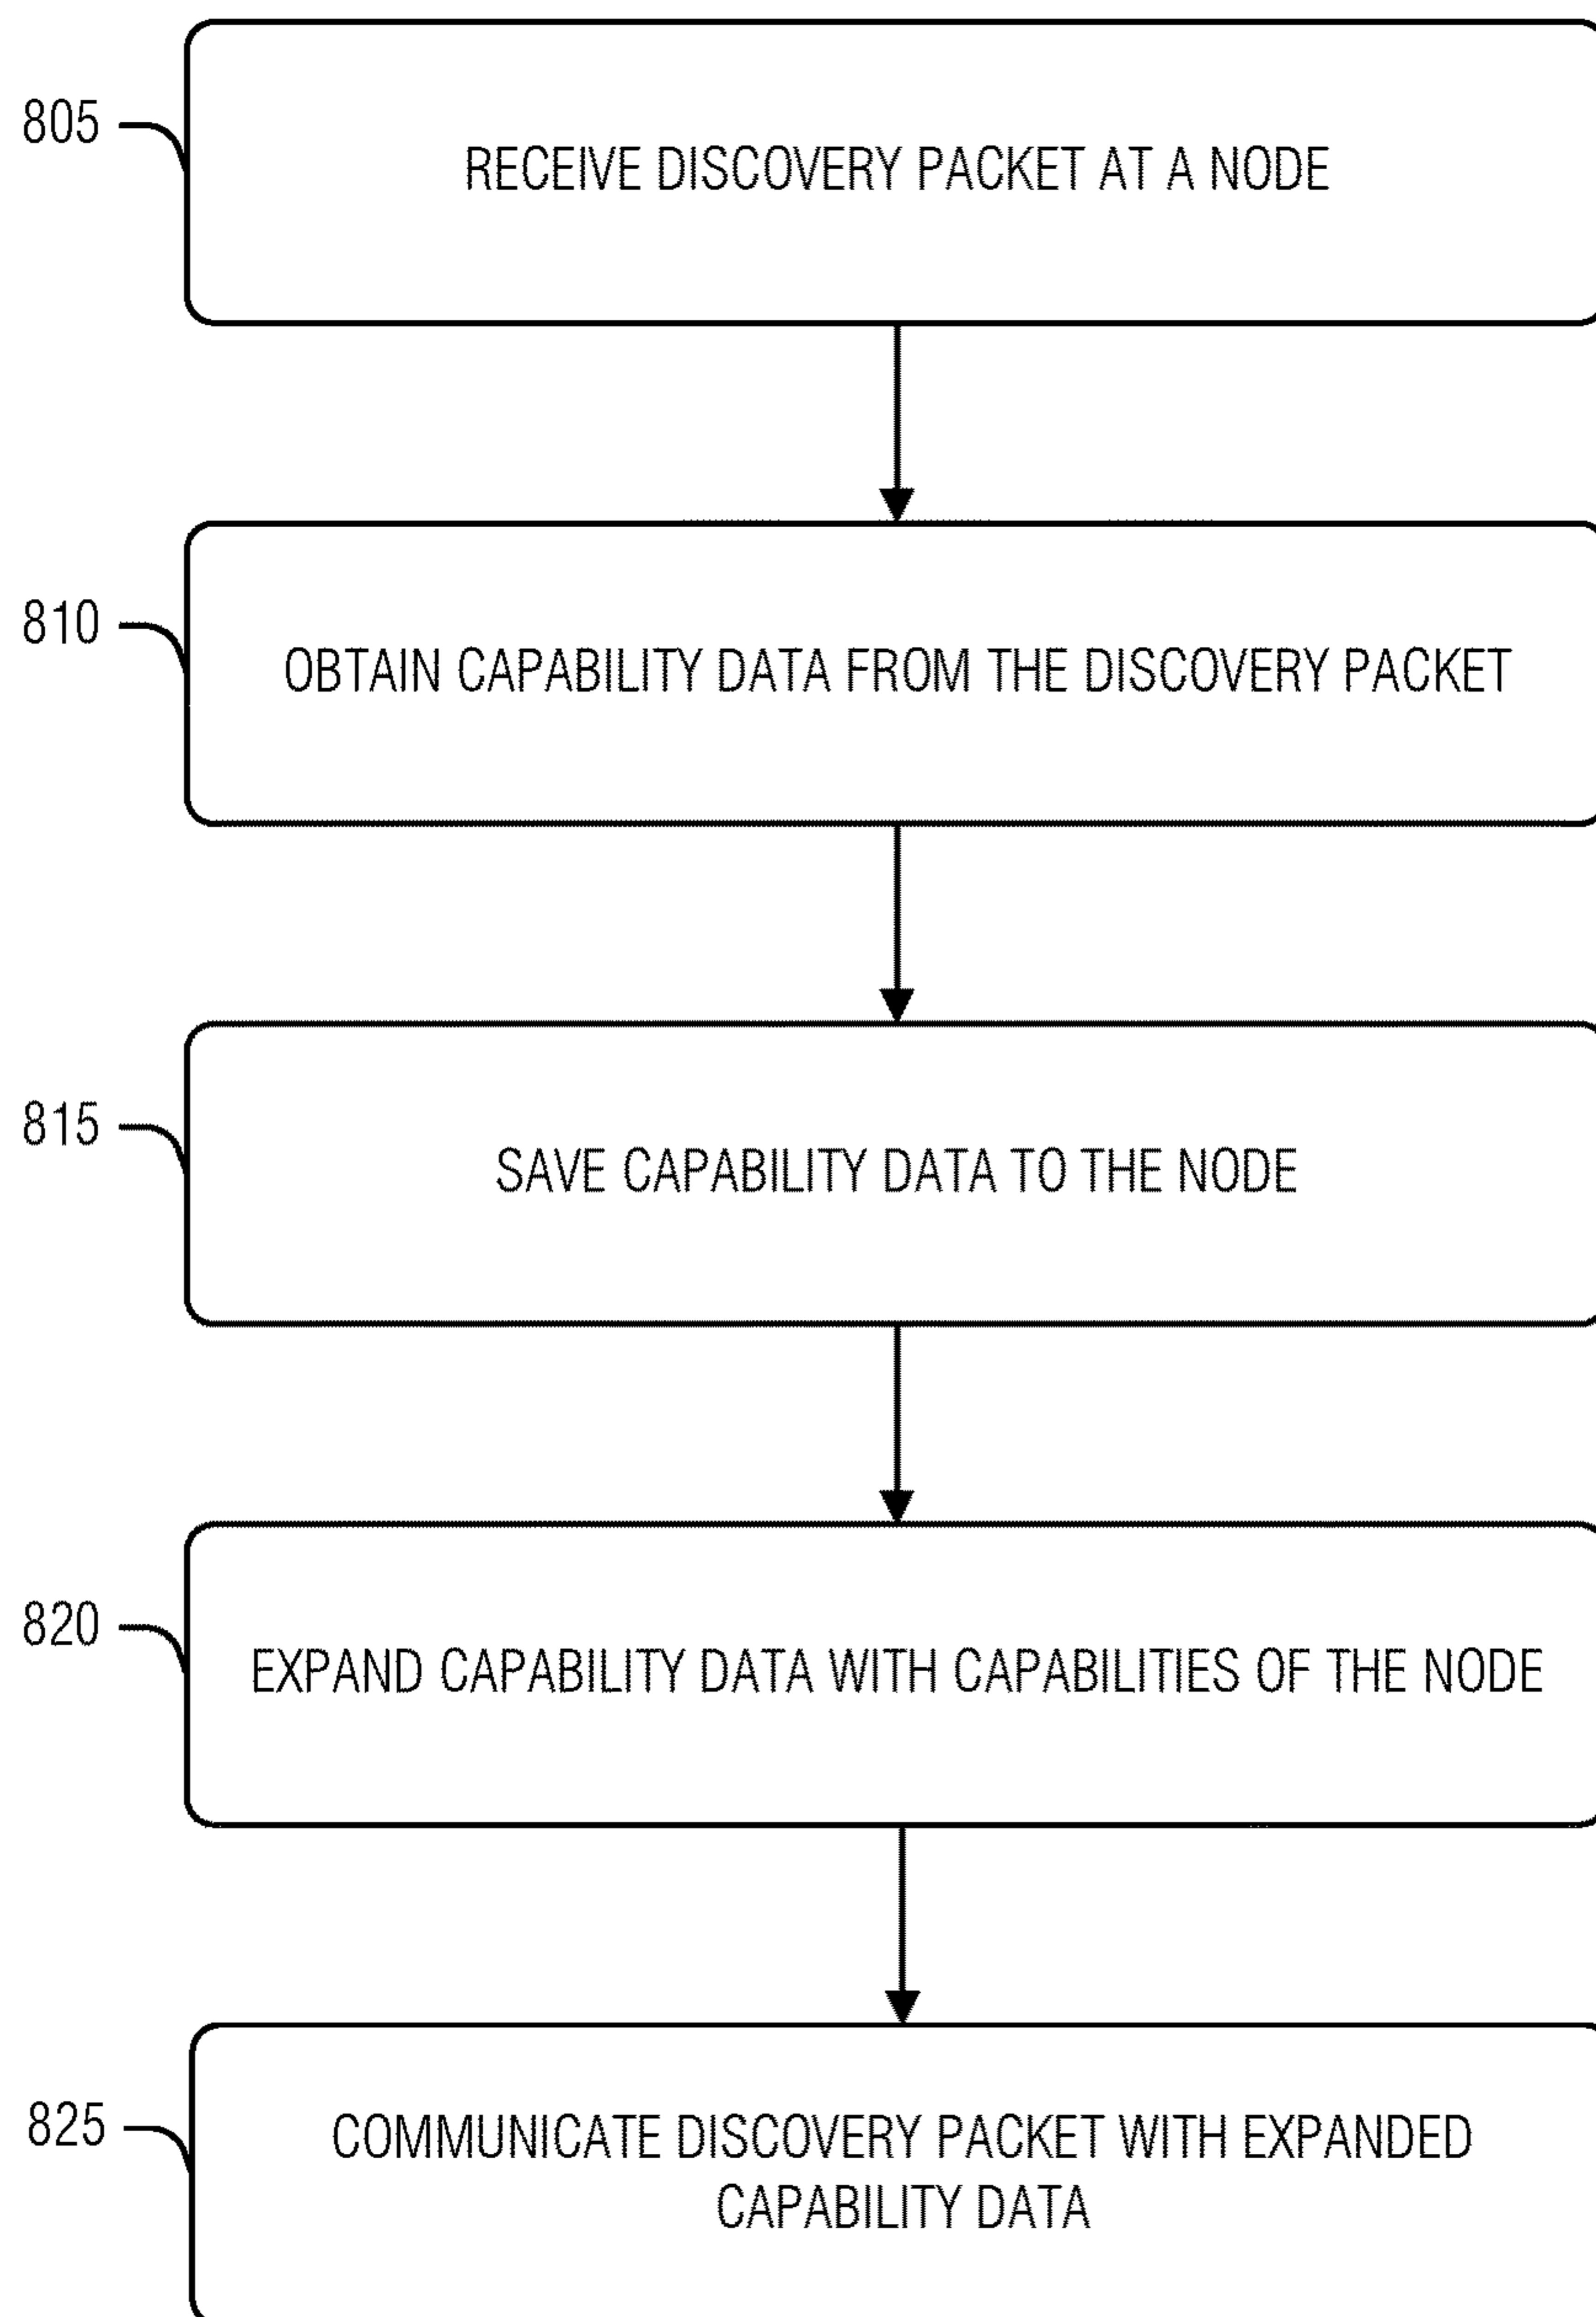 805
RECEIVE DISCOVERY PACKET AT A NODE
810
OBTAIN CAPABILITY DATA FROM THE DISCOVERY PACKET
815
SAVE CAPABILITY DATA TO THE NODE
820
EXPAND CAPABILITY DATA WITH CAPABILITIES OF THE NODE
825
COMMUNICATE DISCOVERY PACKET WITH EXPANDED
CAPABILITY DATA